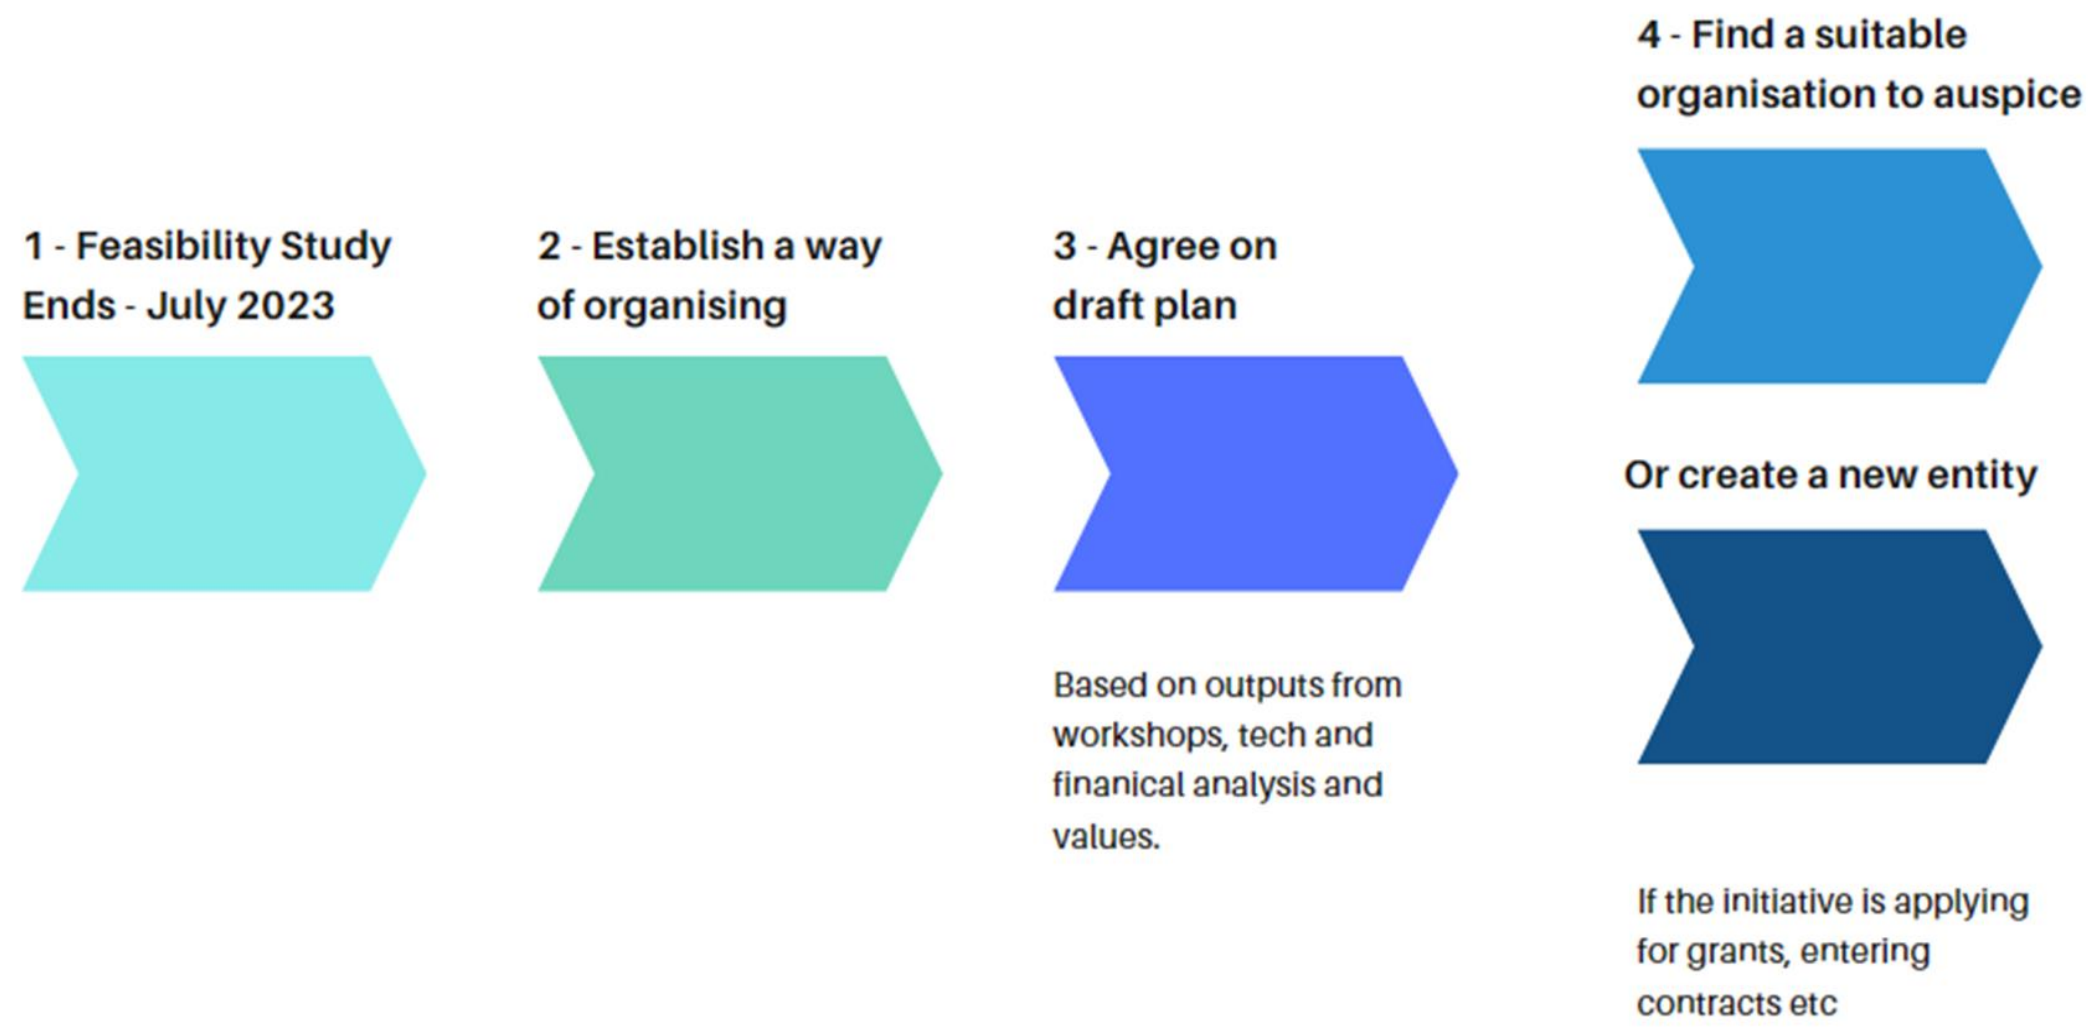 1 - Feasibility Study
Ends - July 2023
2 - Establish a way
of organising
3 - Agree on
draft plan
Based on outputs from
workshops, tech and
finanical analysis and
values.
4 - Find a suitable
organisation to auspice
Or create a new entity
If the initiative is applying
for grants, entering
contracts etc